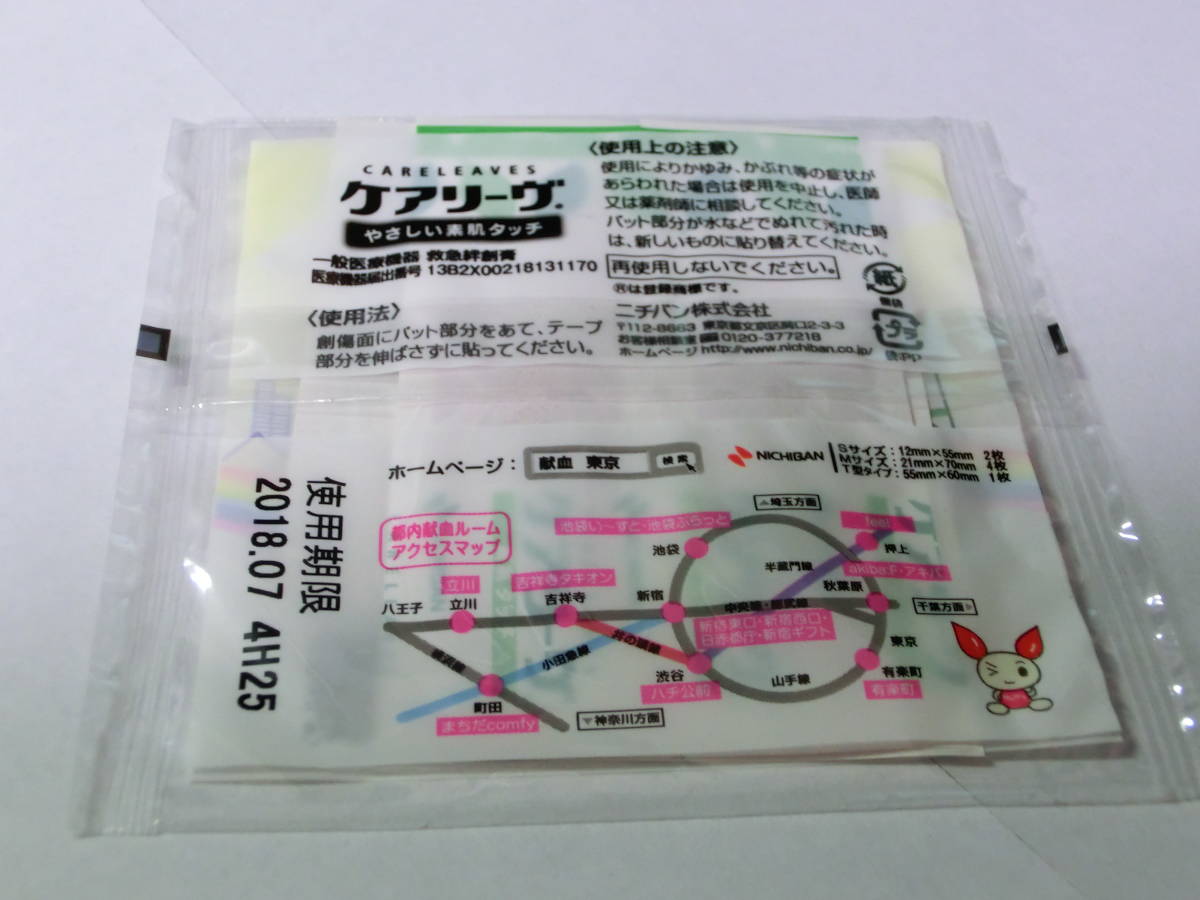 CARELEAVES
ケアリーヴ®
やさしい素肌タッチ
一般医療機器 救急絆創膏
医療機器届出番号 13B2X00218131170
〈使用法〉
創傷面にパット部分をあて、テープ
部分を伸ばさずに貼ってください。
〈使用上の注意〉
使用によりかゆみ、かぶれ等の症状が
あらわれた場合は使用を中止し、医師
又は薬剤師に相談してください。
パット部分が水などでぬれて汚れた時
は、新しいものに貼り替えてください。
再使用しないでください。
®は登録商標です。
ニチバン株式会社
〒112-8663 東京都文京区関口2-3-3
お客様相談室 0120-377218
ホームページ http://www.nichiban.co.jp/
紙
個袋
プラ
袋:PP
ホームページ：
献血 東京
検索
NICHIBAN
Sサイズ：12mm×55mm 2枚
Mサイズ：21mm×70mm 4枚
T型タイプ：55mm×60mm 1枚
使用期限
2018.07 4H25
都内献血ルーム
アクセスマップ
▲埼玉方面
池袋い～すと・池袋ぶらっと
池袋
feel
押上
半蔵門線
akiba:F・アキバ
秋葉原
千葉方面▷
八王子
立川
立川
吉祥寺タキオン
吉祥寺
新宿
中央線・総武線
新宿東口・新宿西口・
日赤都庁・新宿ギフト
井の頭線
小田急線
横浜線
渋谷
ハチ公前
山手線
東京
有楽町
有楽町
町田
まちだcomfy
▽神奈川方面